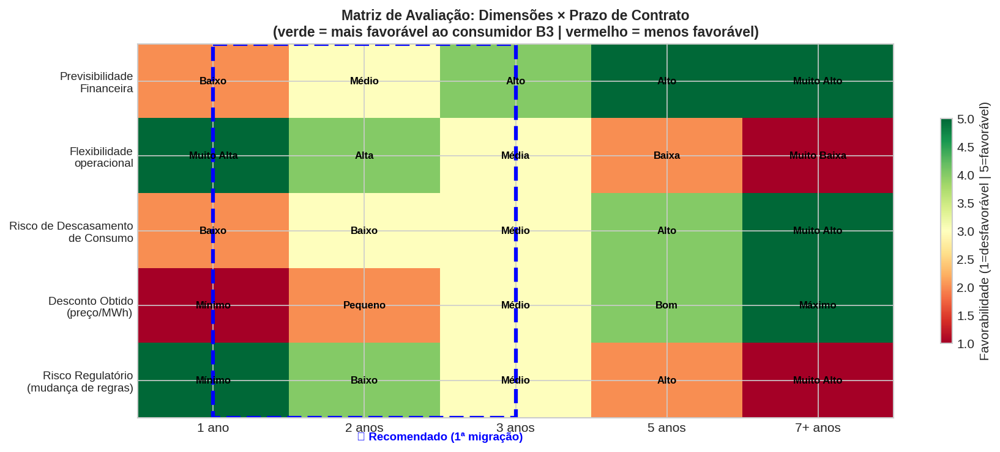 Matriz de Avaliação: Dimensões × Prazo de Contrato
(verde = mais favorável ao consumidor B3 | vermelho = menos favorável)
Previsibilidade
Financeira
Baixo Médio Alto Alto Muito Alto
Flexibilidade
operacional
Muito Alta Alta Média Baixa Muito Baixa
Risco de Descasamento
de Consumo
Baixo Baixo Médio Alto Muito Alto
Desconto Obtido
(preço/MWh)
Mínimo Pequeno Médio Bom Máximo
Risco Regulatório
(mudança de regras)
Mínimo Baixo Médio Alto Muito Alto
1 ano 2 anos 3 anos 5 anos 7+ anos
Recomendado (1ª migração)
5.0
4.5
4.0
3.5
3.0
2.5
2.0
1.5
1.0
Favorabilidade (1=desfavorável | 5=favorável)